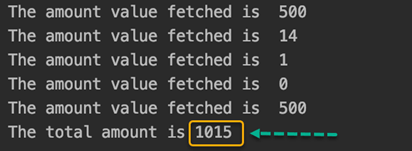 The amount value fetched is  500
The amount value fetched is  14
The amount value fetched is  1
The amount value fetched is  0
The amount value fetched is  500
The total amount is 1015